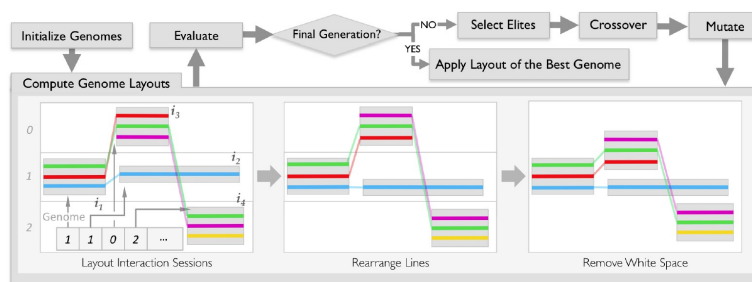 Initialize Genomes
Evaluate
Final Generation?
NO
YES
Select Elites
Crossover
Mutate
Apply Layout of the Best Genome
Compute Genome Layouts
0
1
2
i3
i2
i1
i4
Genome
1 1 0 2 ...
Layout Interaction Sessions
Rearrange Lines
Remove White Space